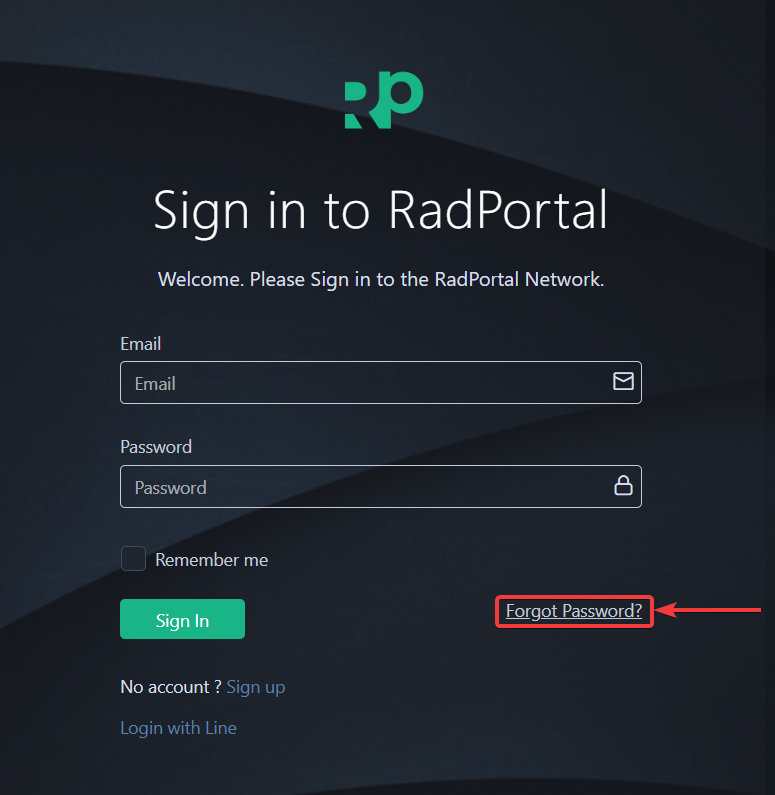 Rp
Sign in to RadPortal
Welcome. Please Sign in to the RadPortal Network.
Email
Email
Password
Password
Remember me
Sign In
Forgot Password?
No account ? Sign up
Login with Line